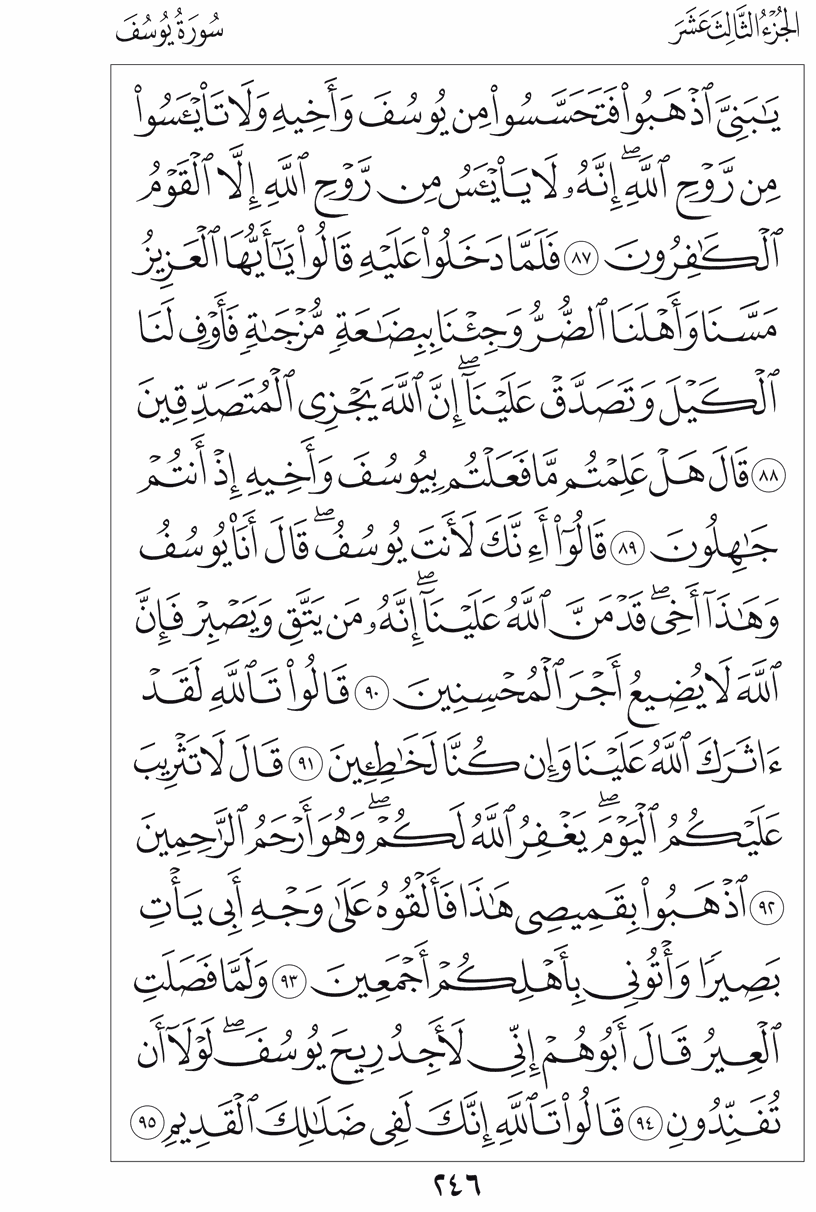 الجُزْءُ الثَّالِثَ عَشَرَ
سُورَةُ يُوسُفَ
يَٰبَنِيَّ ٱذْهَبُوا۟ فَتَحَسَّسُوا۟ مِن يُوسُفَ وَأَخِيهِ وَلَا تَا۟يْـَٔسُوا۟
مِن رَّوْحِ ٱللَّهِ ۖ إِنَّهُۥ لَا يَا۟يْـَٔسُ مِن رَّوْحِ ٱللَّهِ إِلَّا ٱلْقَوْمُ
ٱلْكَٰفِرُونَ ٨٧ فَلَمَّا دَخَلُوا۟ عَلَيْهِ قَالُوا۟ يَٰٓأَيُّهَا ٱلْعَزِيزُ
مَسَّنَا وَأَهْلَنَا ٱلضُّرُّ وَجِئْنَا بِبِضَٰعَةٍ مُّزْجَىٰةٍ فَأَوْفِ لَنَا
ٱلْكَيْلَ وَتَصَدَّقْ عَلَيْنَآ ۖ إِنَّ ٱللَّهَ يَجْزِى ٱلْمُتَصَدِّقِينَ
٨٨ قَالَ هَلْ عَلِمْتُم مَّا فَعَلْتُم بِيُوسُفَ وَأَخِيهِ إِذْ أَنتُمْ
جَٰهِلُونَ ٨٩ قَالُوٓا۟ أَءِنَّكَ لَأَنتَ يُوسُفُ ۖ قَالَ أَنَا۠ يُوسُفُ
وَهَٰذَآ أَخِى ۖ قَدْ مَنَّ ٱللَّهُ عَلَيْنَآ ۖ إِنَّهُۥ مَن يَتَّقِ وَيَصْبِرْ فَإِنَّ
ٱللَّهَ لَا يُضِيعُ أَجْرَ ٱلْمُحْسِنِينَ ٩٠ قَالُوا۟ تَٱللَّهِ لَقَدْ
ءَاثَرَكَ ٱللَّهُ عَلَيْنَا وَإِن كُنَّا لَخَٰطِـِٔينَ ٩١ قَالَ لَا تَثْرِيبَ
عَلَيْكُمُ ٱلْيَوْمَ ۖ يَغْفِرُ ٱللَّهُ لَكُمْ ۖ وَهُوَ أَرْحَمُ ٱلرَّٰحِمِينَ
٩٢ ٱذْهَبُوا۟ بِقَمِيصِى هَٰذَا فَأَلْقُوهُ عَلَىٰ وَجْهِ أَبِى يَأْتِ
بَصِيرًا وَأْتُونِى بِأَهْلِكُمْ أَجْمَعِينَ ٩٣ وَلَمَّا فَصَلَتِ
ٱلْعِيرُ قَالَ أَبُوهُمْ إِنِّى لَأَجِدُ رِيحَ يُوسُفَ ۖ لَوْلَآ أَن
تُفَنِّدُونِ ٩٤ قَالُوا۟ تَٱللَّهِ إِنَّكَ لَفِى ضَلَٰلِكَ ٱلْقَدِيمِ ٩٥
٢٤٦